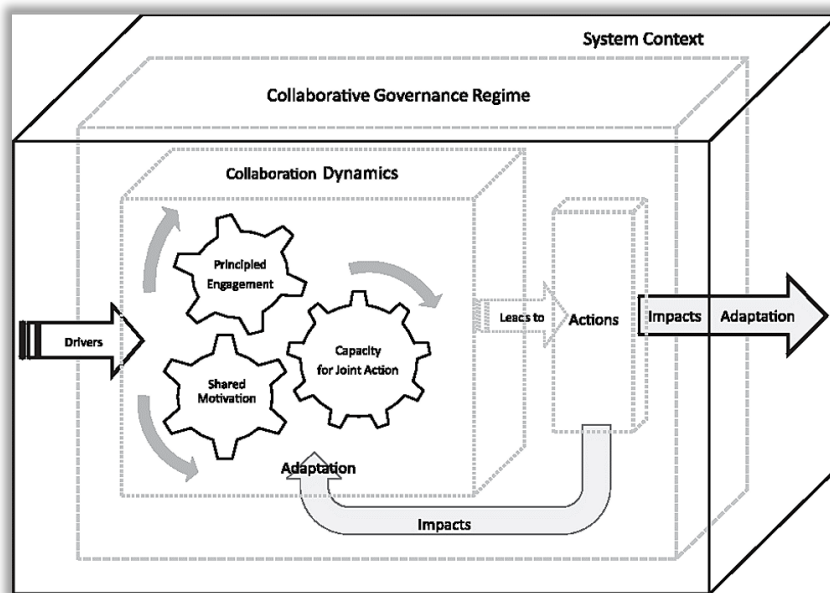 System Context
Collaborative Governance Regime
Collaboration Dynamics
Principled
Engagement
Drivers
Leads to
Actions
Impacts
Adaptation
Capacity
for Joint Action
Shared
Motivation
Adaptation
Impacts